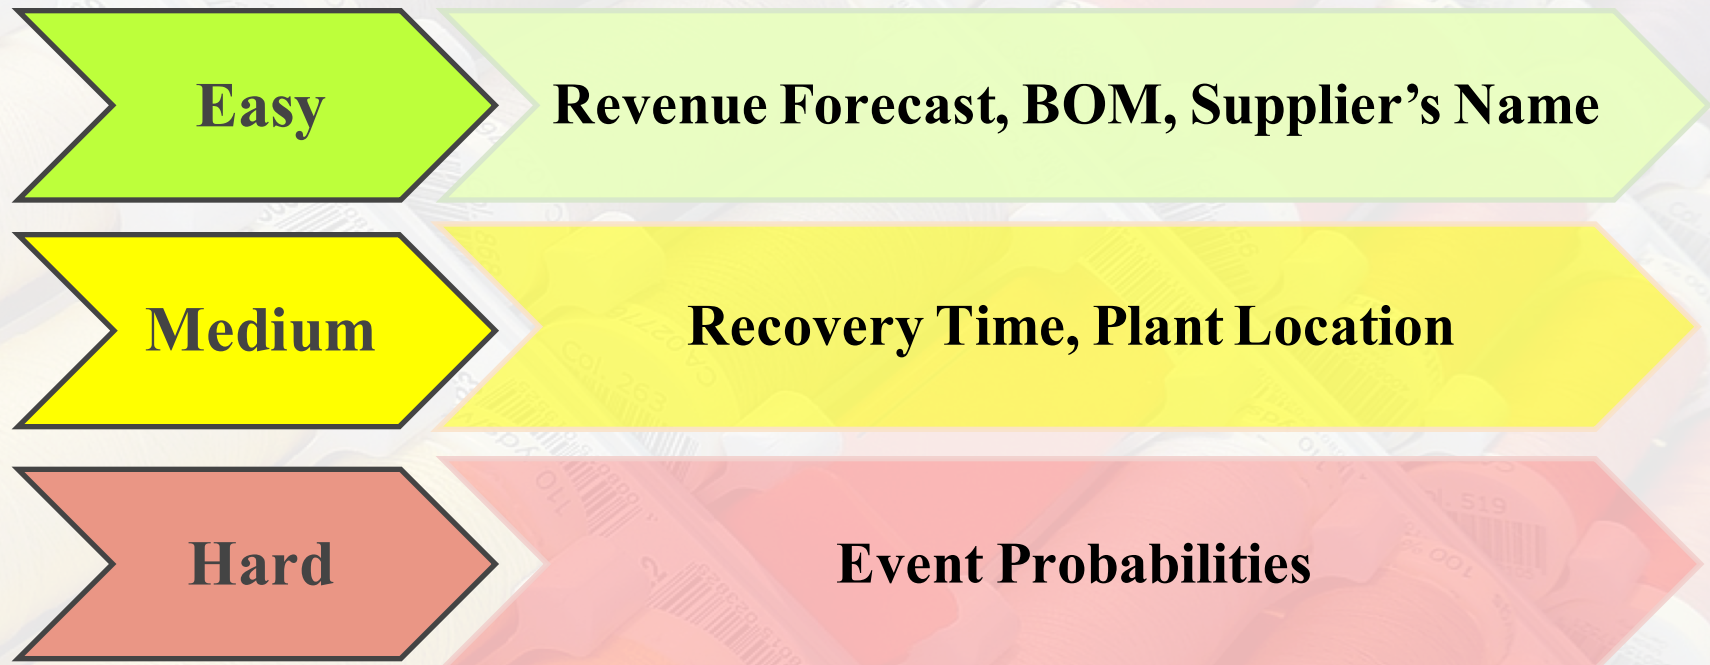 Easy
Revenue Forecast, BOM, Supplier’s Name
Medium
Recovery Time, Plant Location
Hard
Event Probabilities